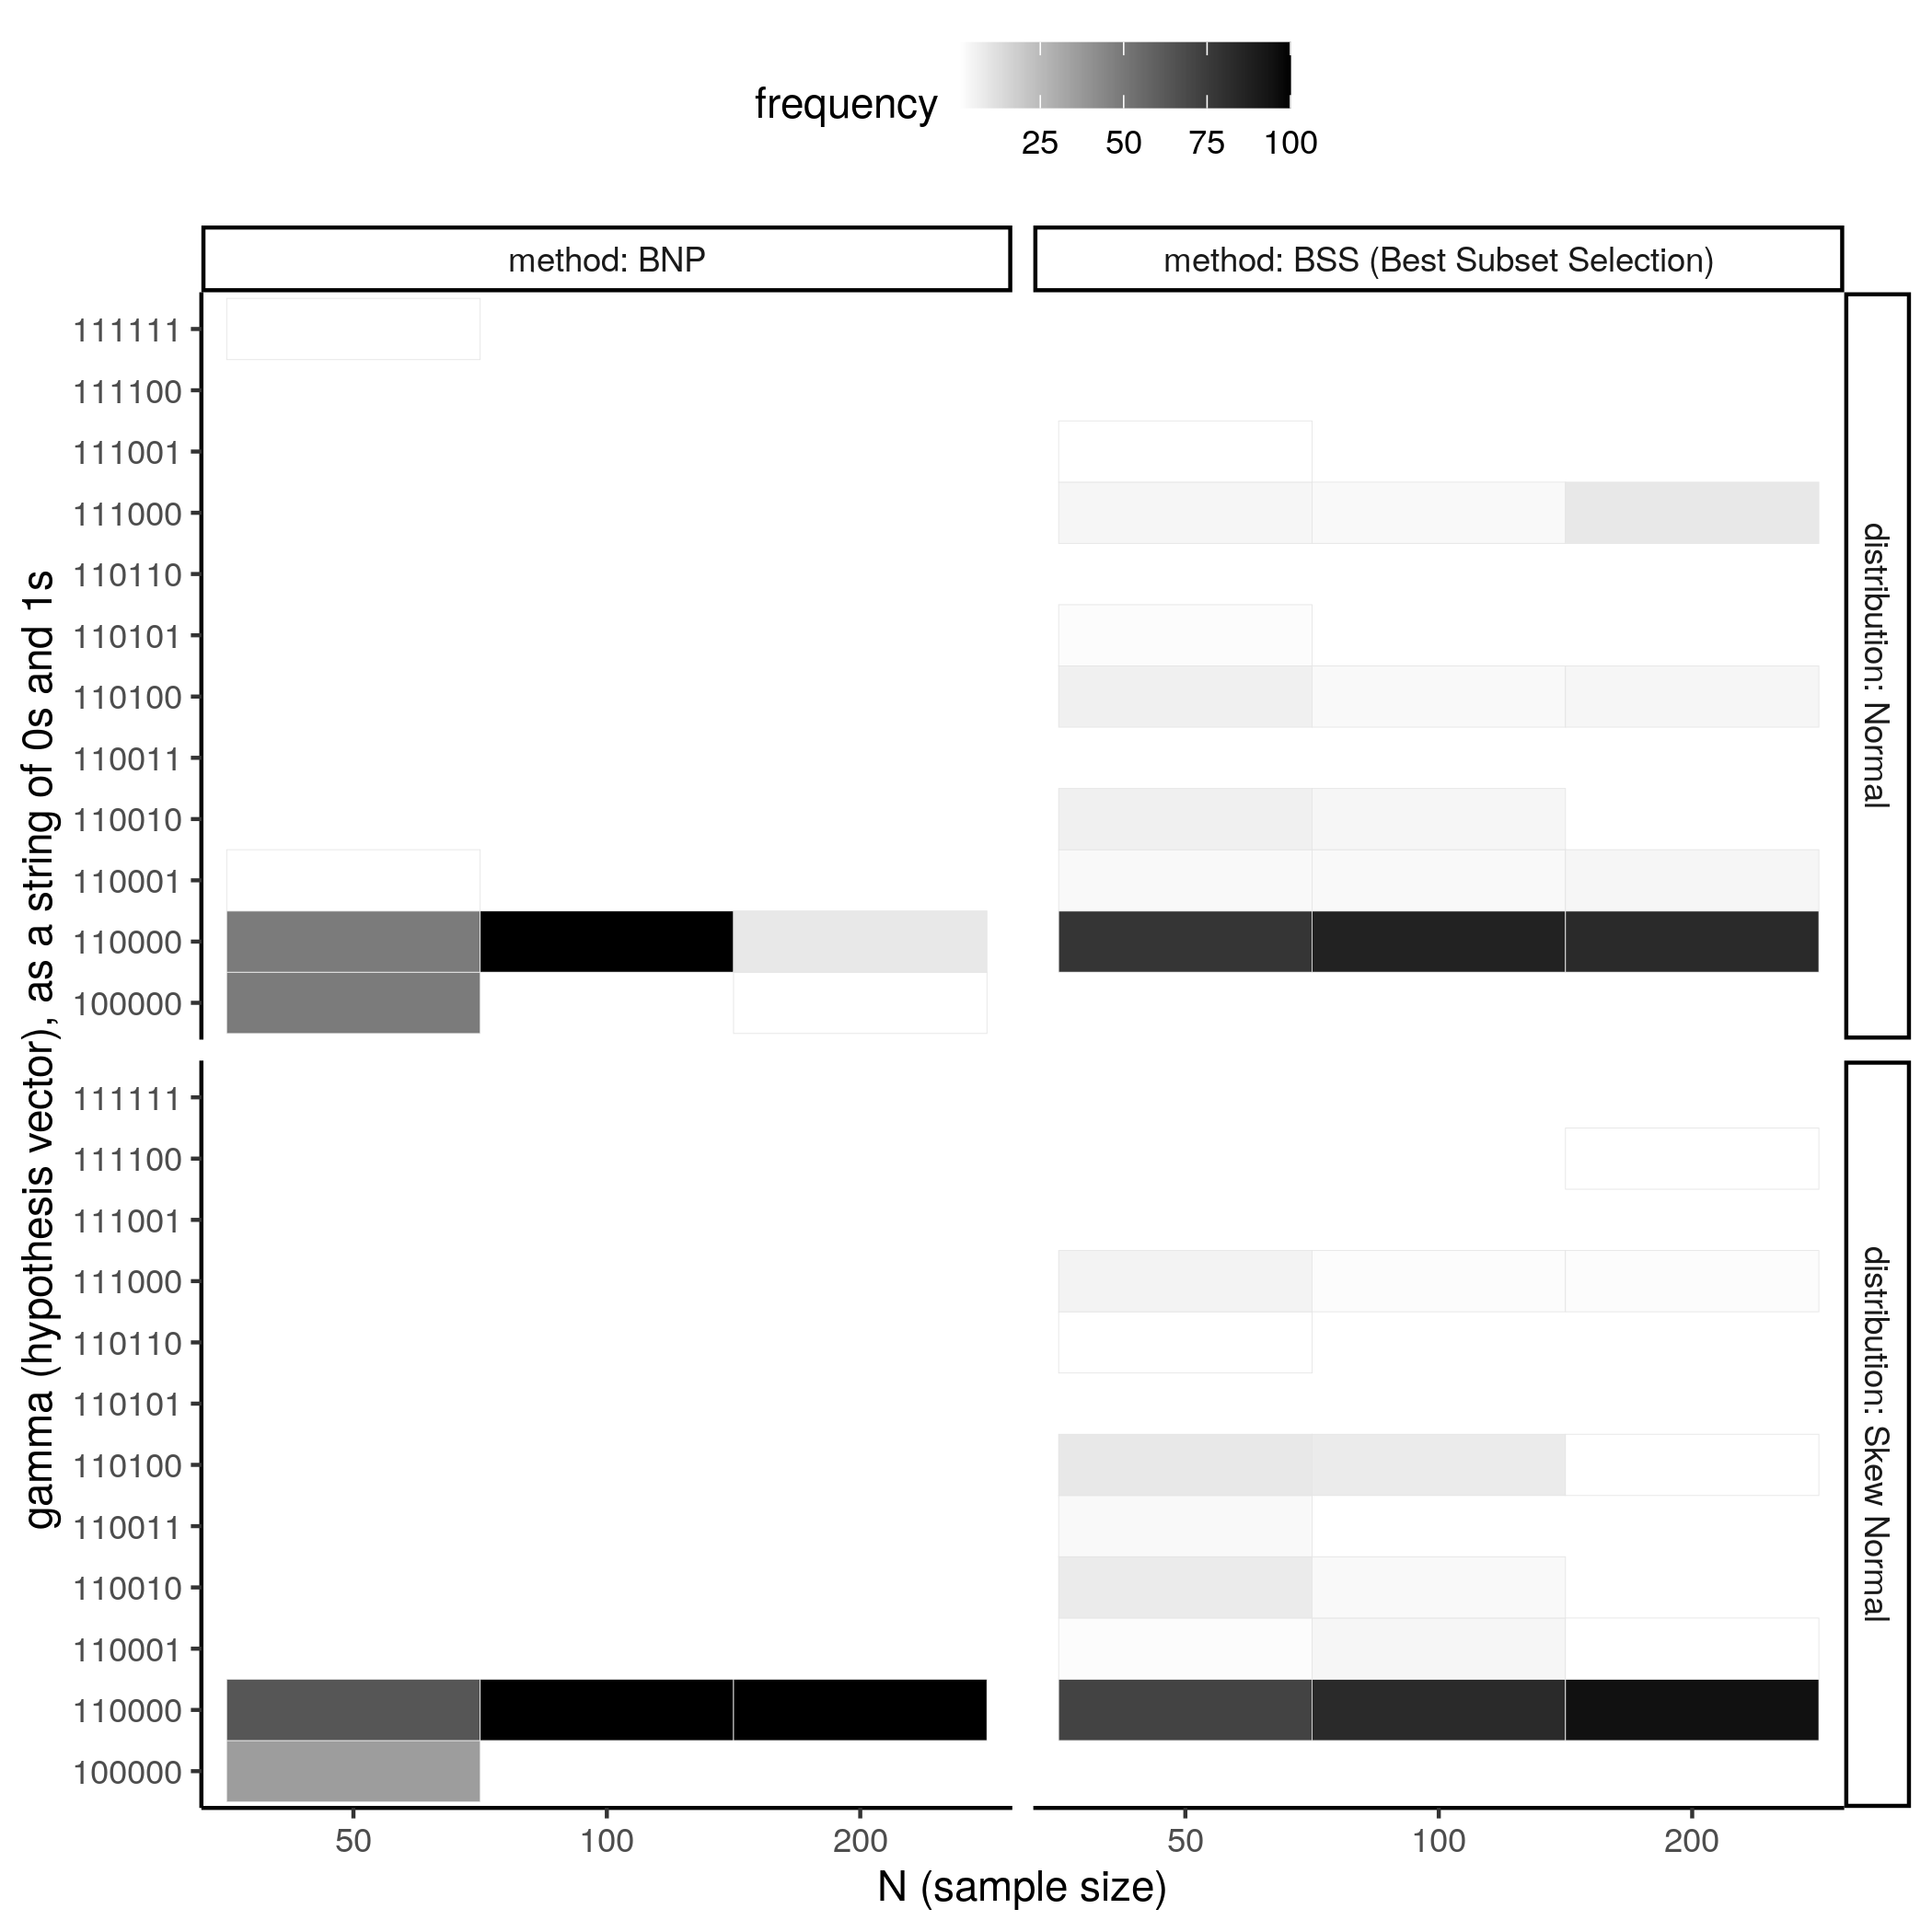 frequency
25 50 75 100
method: BNP
method: BSS (Best Subset Selection)
gamma (hypothesis vector), as a string of 0s and 1s
111111
111100
111001
111000
110110
110101
110100
110011
110010
110001
110000
100000
distribution: Normal
111111
111100
111001
111000
110110
110101
110100
110011
110010
110001
110000
100000
distribution: Skew Normal
50 100 200
50 100 200
N (sample size)